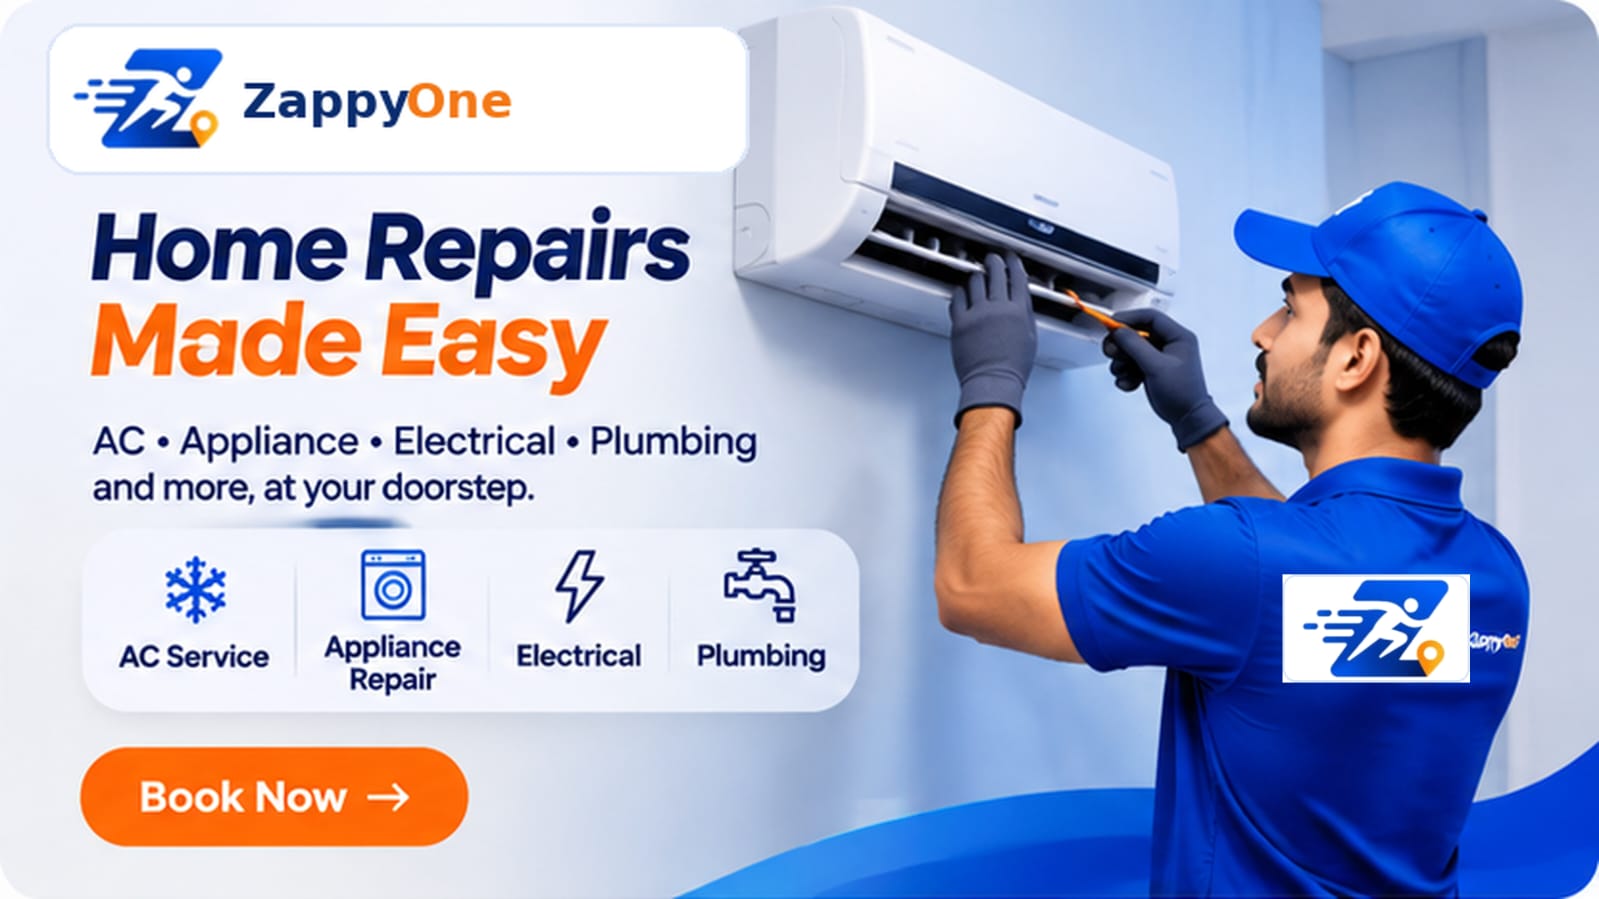 ZappyOne
Home Repairs
Made Easy
AC • Appliance • Electrical • Plumbing
and more, at your doorstep.
AC Service
Appliance
Repair
Electrical
Plumbing
Book Now →